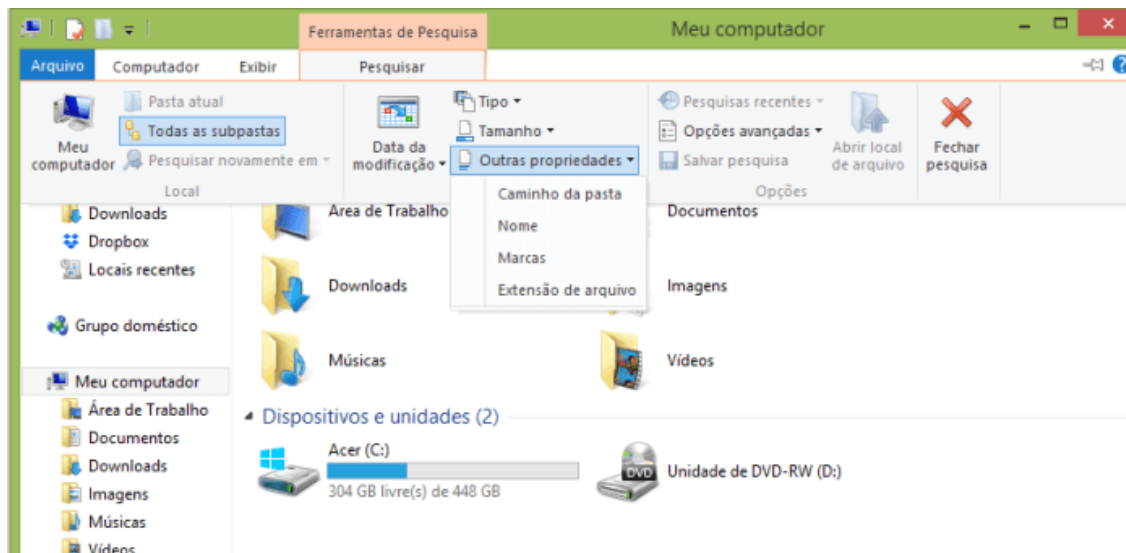 Ferramentas de Pesquisa
Meu computador
Arquivo
Computador
Exibir
Pesquisar
Meu computador
Pasta atual
Todas as subpastas
Pesquisar novamente em
Local
Data da modificação
Tipo
Tamanho
Outras propriedades
Caminho da pasta
Nome
Marcas
Extensão de arquivo
Pesquisas recentes
Opções avançadas
Salvar pesquisa
Abrir local de arquivo
Opções
Fechar pesquisa
Downloads
Dropbox
Locais recentes
Grupo doméstico
Meu computador
Área de Trabalho
Documentos
Downloads
Imagens
Músicas
Vídeos
Área de Trabalho
Documentos
Downloads
Imagens
Músicas
Vídeos
Dispositivos e unidades (2)
Acer (C:)
304 GB livre(s) de 448 GB
DVD
Unidade de DVD-RW (D:)